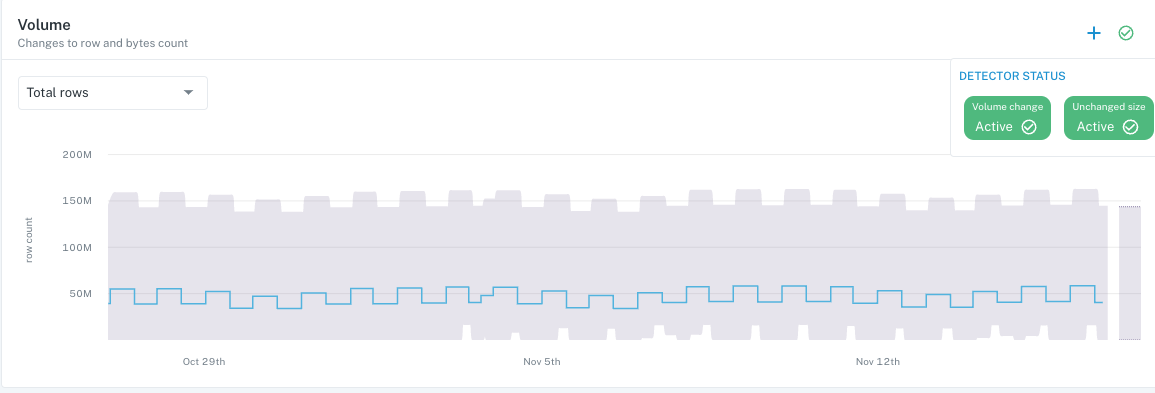 Volume
Changes to row and bytes count
DETECTOR STATUS
Total rows
Volume change
Active
Unchanged size
Active
200M
150M
100M
50M
row count
Oct 29th
Nov 5th
Nov 12th